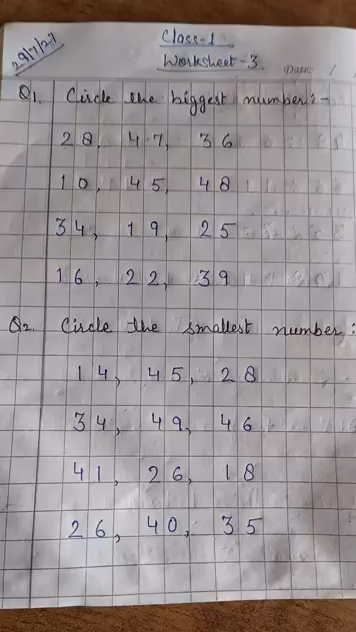 29/7/21
Class-1
Worksheet-3
Date: /
Q1. Circle the biggest number:-
28, 47, 36
10, 45, 48
34, 19, 25
16, 22, 39
Q2. Circle the smallest number:
14, 45, 28
34, 49, 46
41, 26, 18
26, 40, 35